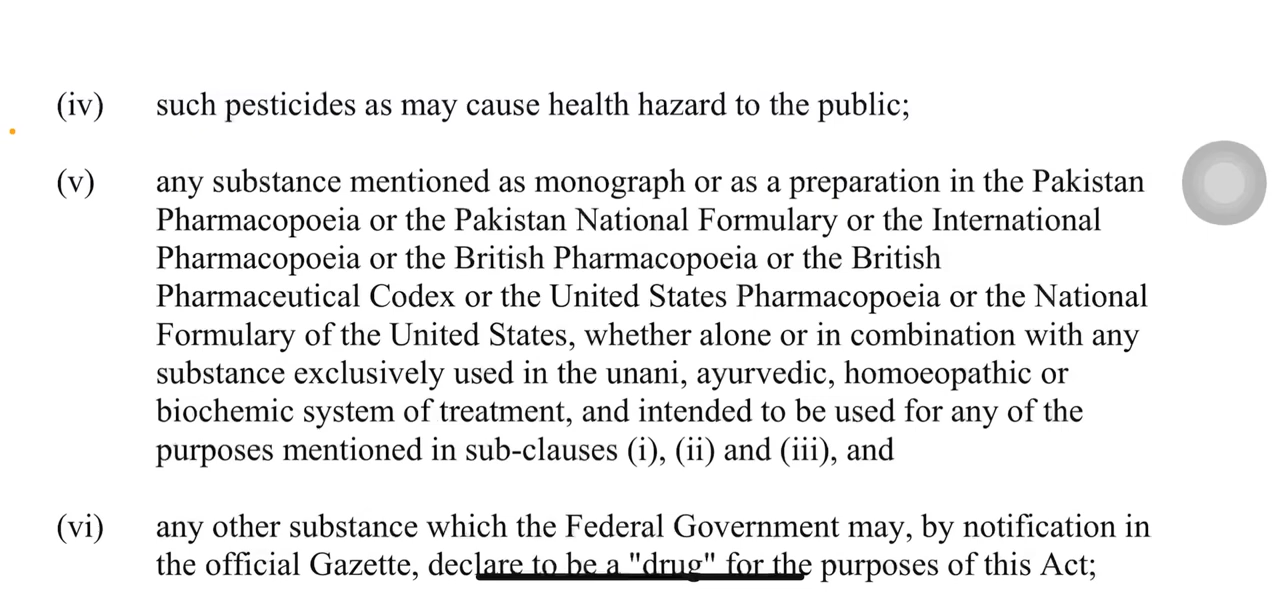 (iv) such pesticides as may cause health hazard to the public;
(v) any substance mentioned as monograph or as a preparation in the Pakistan
Pharmacopoeia or the Pakistan National Formulary or the International
Pharmacopoeia or the British Pharmacopoeia or the British
Pharmaceutical Codex or the United States Pharmacopoeia or the National
Formulary of the United States, whether alone or in combination with any
substance exclusively used in the unani, ayurvedic, homoeopathic or
biochemic system of treatment, and intended to be used for any of the
purposes mentioned in sub-clauses (i), (ii) and (iii), and
(vi) any other substance which the Federal Government may, by notification in
the official Gazette, declare to be a "drug" for the purposes of this Act;